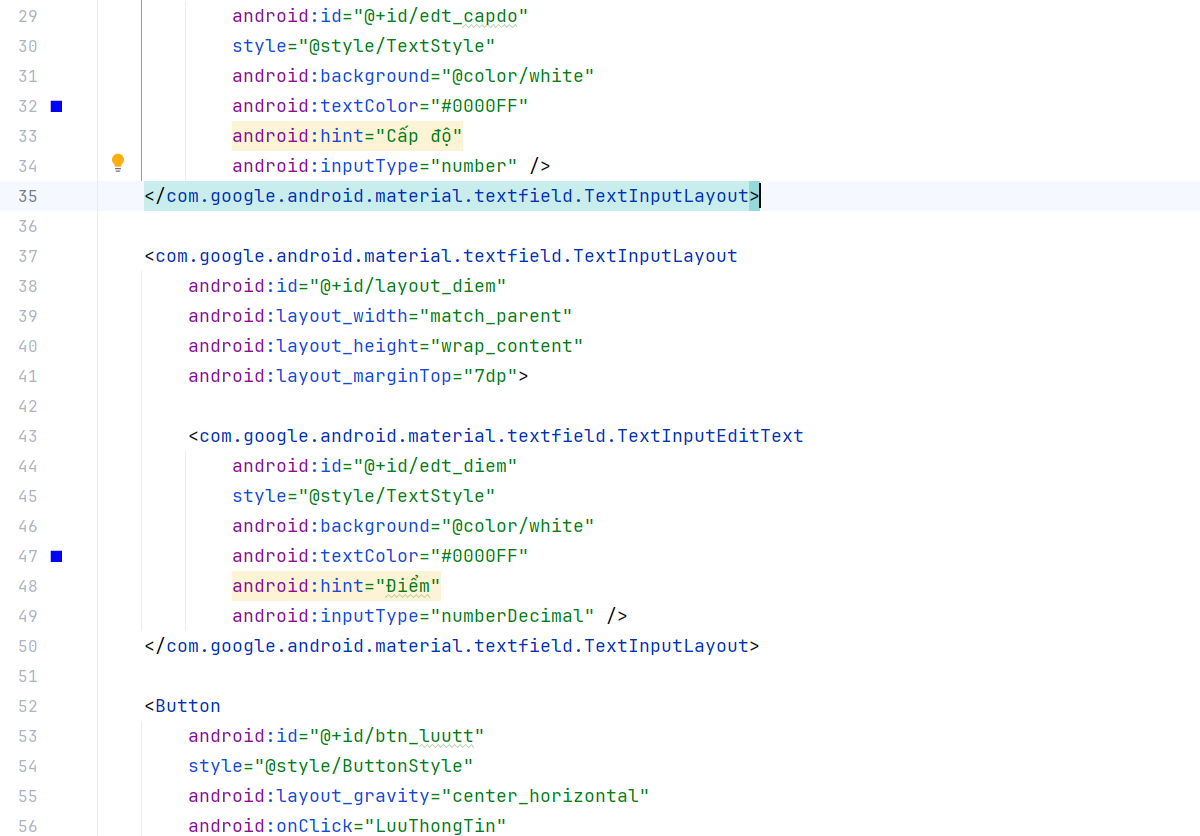 29 android:id="@+id/edt_capdo"
30 style="@style/TextStyle"
31 android:background="@color/white"
32 android:textColor="#0000FF"
33 android:hint="Cấp độ"
34 android:inputType="number" />
35 </com.google.android.material.textfield.TextInputLayout>
36
37 <com.google.android.material.textfield.TextInputLayout
38 android:id="@+id/layout_diem"
39 android:layout_width="match_parent"
40 android:layout_height="wrap_content"
41 android:layout_marginTop="7dp">
42
43 <com.google.android.material.textfield.TextInputEditText
44 android:id="@+id/edt_diem"
45 style="@style/TextStyle"
46 android:background="@color/white"
47 android:textColor="#0000FF"
48 android:hint="Điểm"
49 android:inputType="numberDecimal" />
50 </com.google.android.material.textfield.TextInputLayout>
51
52 <Button
53 android:id="@+id/btn_luutt"
54 style="@style/ButtonStyle"
55 android:layout_gravity="center_horizontal"
56 android:onClick="LuuThongTin"